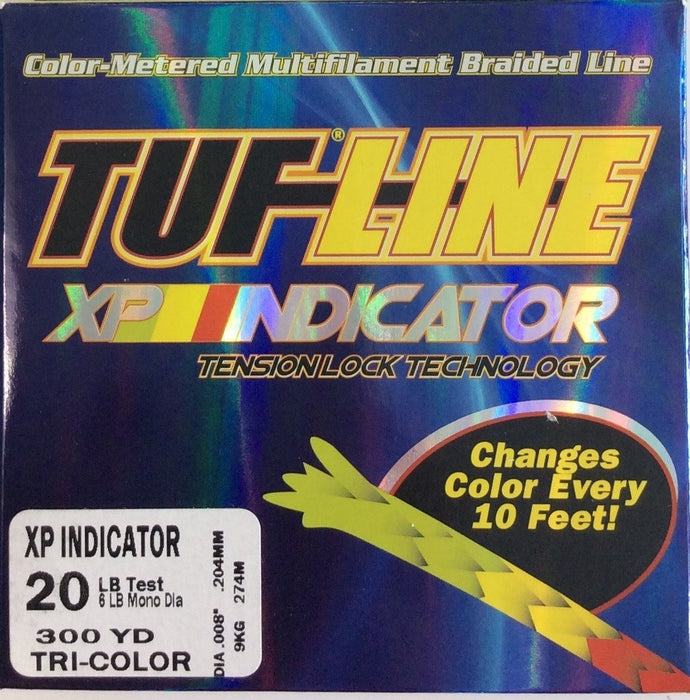 Color-Metered Multifilament Braided Line
TUF-LINE®
XP INDICATOR
TENSION LOCK TECHNOLOGY
Changes
Color Every
10 Feet!
XP INDICATOR
20 LB Test
6 LB Mono Dia
300 YD
TRI-COLOR
DIA .008" .204MM
9KG 274M